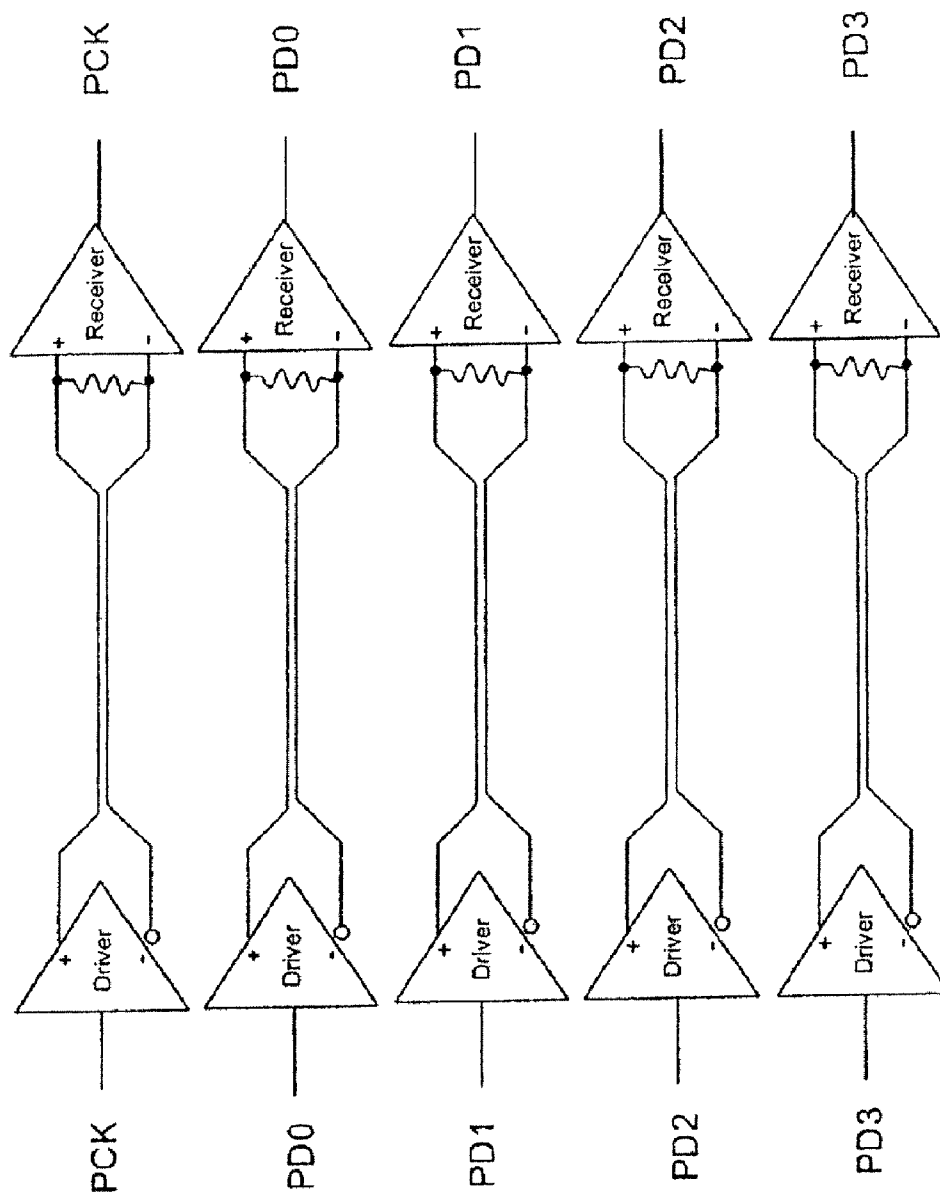 PCK + - Driver + - Receiver PCK
PD0 + - Driver + - Receiver PD0
PD1 + - Driver + - Receiver PD1
PD2 + - Driver + - Receiver PD2
PD3 + - Driver + - Receiver PD3